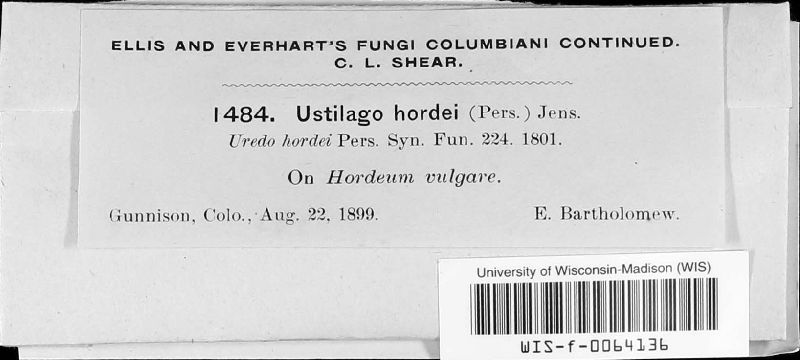 ELLIS AND EVERHART'S FUNGI COLUMBIANI CONTINUED.
C. L. SHEAR.
1484. Ustilago hordei (Pers.) Jens.
Uredo hordei Pers. Syn. Fun. 224. 1801.
On Hordeum vulgare.
Gunnison, Colo., Aug. 22, 1899. E. Bartholomew.
University of Wisconsin-Madison (WIS)
WIS-f-0064136